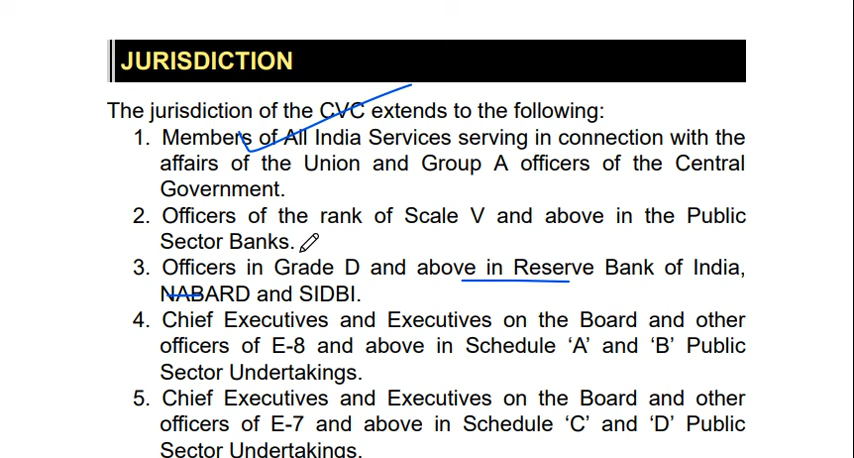 JURISDICTION
The jurisdiction of the CVC extends to the following:
1. Members of All India Services serving in connection with the
affairs of the Union and Group A officers of the Central
Government.
2. Officers of the rank of Scale V and above in the Public
Sector Banks.
3. Officers in Grade D and above in Reserve Bank of India,
NABARD and SIDBI.
4. Chief Executives and Executives on the Board and other
officers of E-8 and above in Schedule ‘A’ and ‘B’ Public
Sector Undertakings.
5. Chief Executives and Executives on the Board and other
officers of E-7 and above in Schedule ‘C’ and ‘D’ Public
Sector Undertakings.